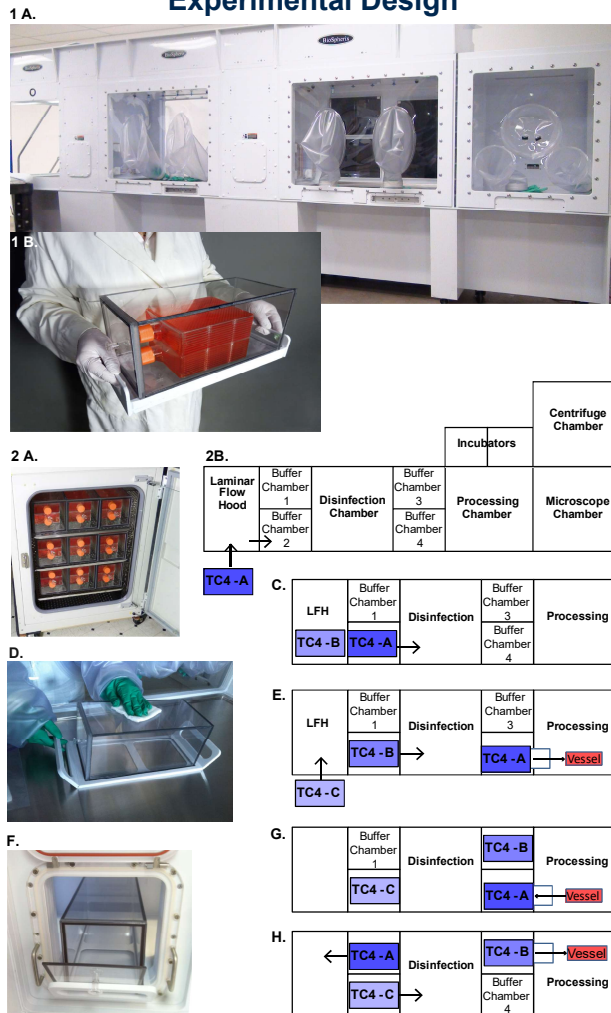 Experimental Design
1 A.
BioSpherix
BioSpherix
BioSpherix
1 B.
2 A.
2B.
Laminar
Flow
Hood
Buffer
Chamber
1
Buffer
Chamber
2
Disinfection
Chamber
Buffer
Chamber
3
Buffer
Chamber
4
Incubators
Processing
Chamber
Centrifuge
Chamber
Microscope
Chamber
TC4 -A
C.
LFH
Buffer
Chamber
1
Disinfection
Buffer
Chamber
3
Buffer
Chamber
4
Processing
TC4 -B
TC4 -A
D.
E.
LFH
Buffer
Chamber
1
Disinfection
Buffer
Chamber
3
Processing
TC4 -B
TC4 -A
Vessel
TC4 -C
F.
G.
Buffer
Chamber
1
Disinfection
TC4 -B
Processing
TC4 -C
TC4 -A
Vessel
H.
TC4 -A
Disinfection
TC4 -B
Vessel
Processing
TC4 -C
Buffer
Chamber
4